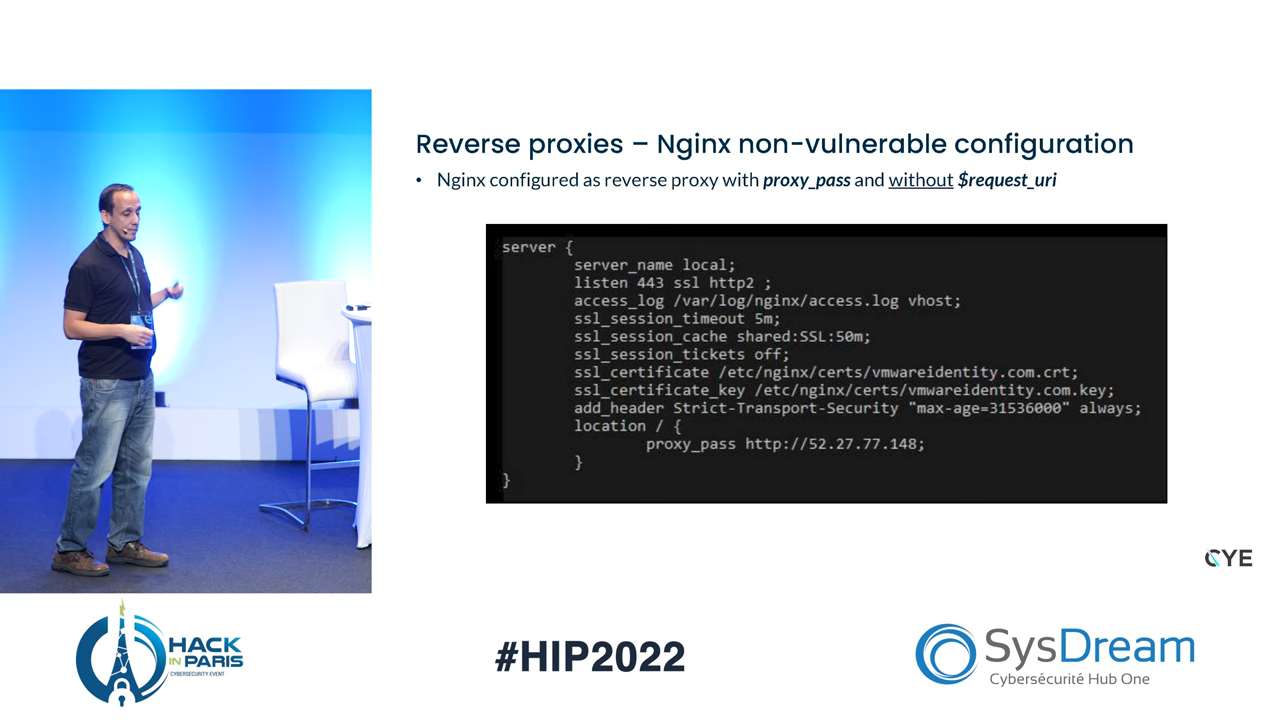 Reverse proxies – Nginx non-vulnerable configuration
• Nginx configured as reverse proxy with proxy_pass and without $request_uri
server {
server_name local;
listen 443 ssl http2 ;
access_log /var/log/nginx/access.log vhost;
ssl_session_timeout 5m;
ssl_session_cache shared:SSL:50m;
ssl_session_tickets off;
ssl_certificate /etc/nginx/certs/vmwareidentity.com.crt;
ssl_certificate_key /etc/nginx/certs/vmwareidentity.com.key;
add_header Strict-Transport-Security "max-age=31536000" always;
location / {
proxy_pass http://52.27.77.148;
}
}
CYE
HACK
IN PARIS
CYBERSECURITY EVENT
#HIP2022
SysDream
Cybersécurité Hub One